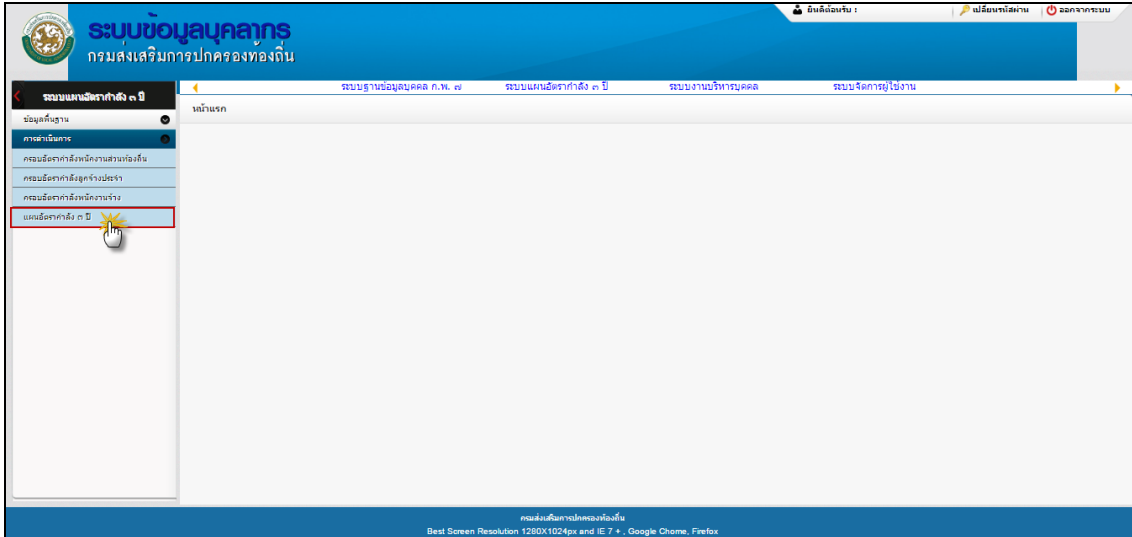 ระบบข้อมูลบุคลากร
กรมส่งเสริมการปกครองท้องถิ่น
ยินดีต้อนรับ :
เปลี่ยนรหัสผ่าน
ออกจากระบบ
ระบบแผนอัตรากำลัง ๓ ปี
ระบบฐานข้อมูลบุคคล ก.พ. ๗
ระบบแผนอัตรากำลัง ๓ ปี
ระบบงานบริหารบุคคล
ระบบจัดการผู้ใช้งาน
หน้าแรก
ข้อมูลพื้นฐาน
การดำเนินการ
กรอบอัตรากำลังพนักงานส่วนท้องถิ่น
กรอบอัตรากำลังลูกจ้างประจำ
กรอบอัตรากำลังพนักงานจ้าง
แผนอัตรากำลัง ๓ ปี
กรมส่งเสริมการปกครองท้องถิ่น
Best Screen Resolution 1280X1024px and IE 7 + , Google Chome, Firefox